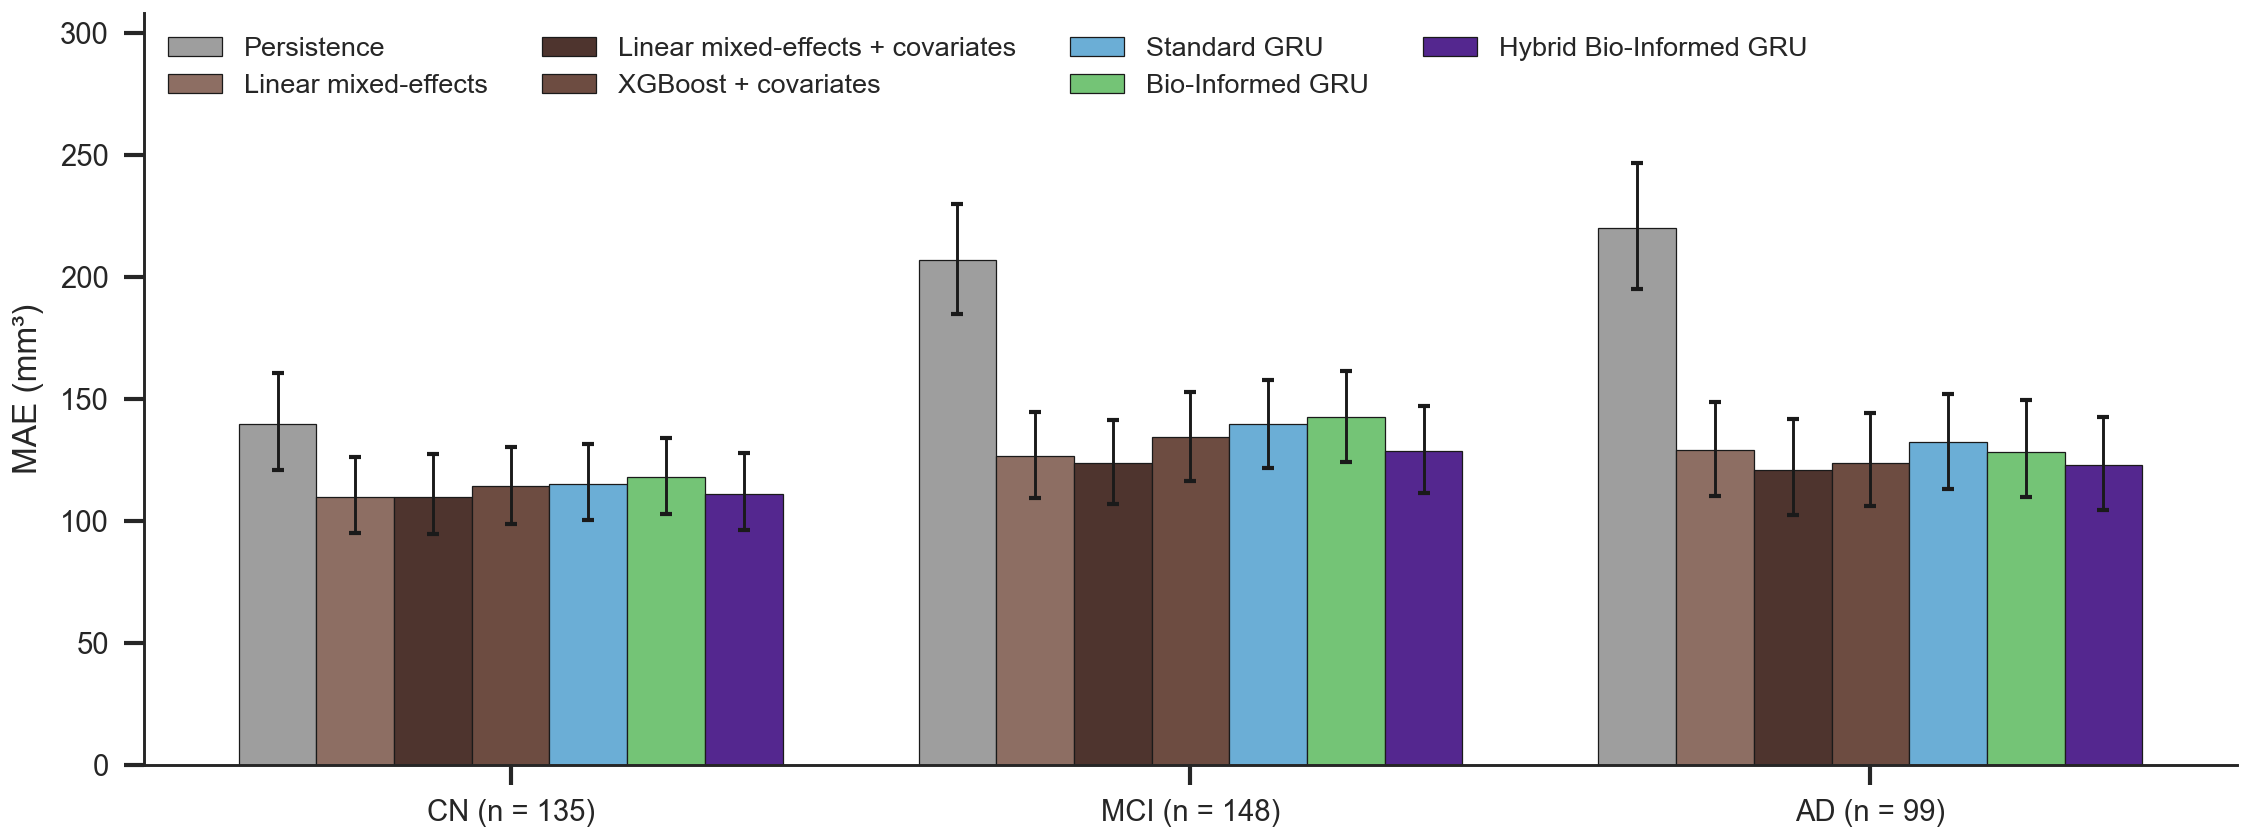 MAE (mm³)
300
250
200
150
100
50
0
Persistence
Linear mixed-effects
Linear mixed-effects + covariates
XGBoost + covariates
Standard GRU
Bio-Informed GRU
Hybrid Bio-Informed GRU
CN (n = 135)
MCI (n = 148)
AD (n = 99)